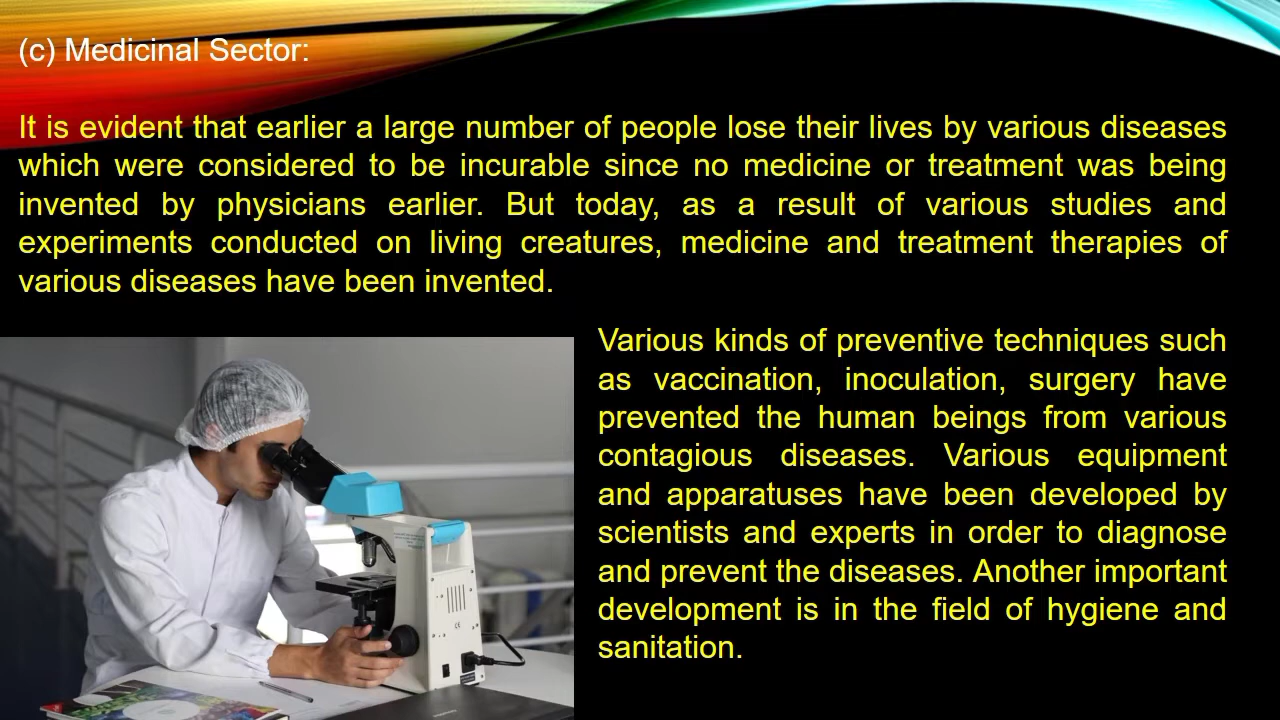 (c) Medicinal Sector:
It is evident that earlier a large number of people lose their lives by various diseases
which were considered to be incurable since no medicine or treatment was being
invented by physicians earlier. But today, as a result of various studies and
experiments conducted on living creatures, medicine and treatment therapies of
various diseases have been invented.
Various kinds of preventive techniques such
as vaccination, inoculation, surgery have
prevented the human beings from various
contagious diseases. Various equipment
and apparatuses have been developed by
scientists and experts in order to diagnose
and prevent the diseases. Another important
development is in the field of hygiene and
sanitation.